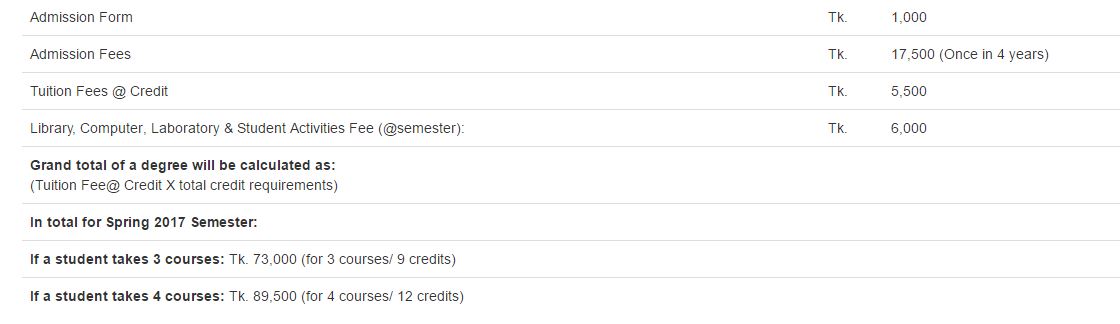 Admission Form Tk. 1,000
Admission Fees Tk. 17,500 (Once in 4 years)
Tuition Fees @ Credit Tk. 5,500
Library, Computer, Laboratory & Student Activities Fee (@semester): Tk. 6,000
Grand total of a degree will be calculated as:
(Tuition Fee@ Credit X total credit requirements)
In total for Spring 2017 Semester:
If a student takes 3 courses: Tk. 73,000 (for 3 courses/ 9 credits)
If a student takes 4 courses: Tk. 89,500 (for 4 courses/ 12 credits)